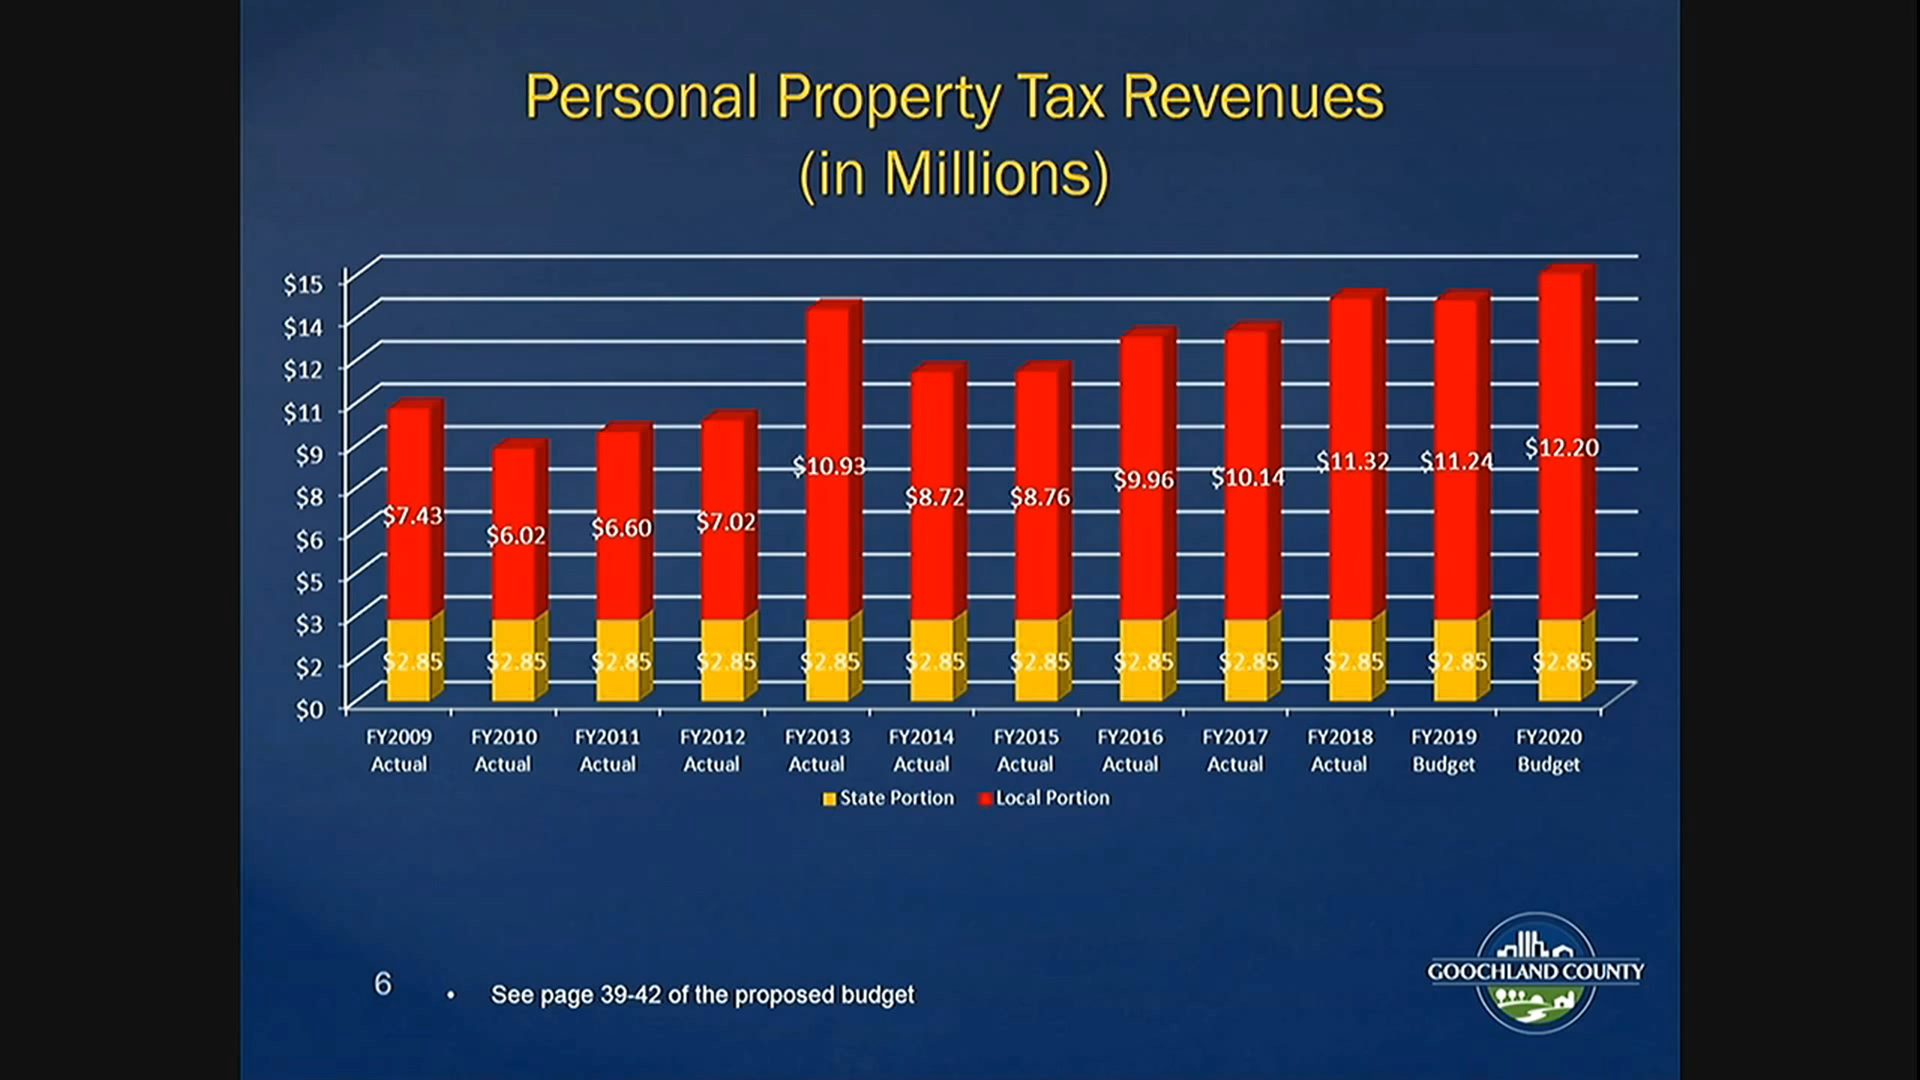 Personal Property Tax Revenues
(in Millions)
$15
$14
$12
$11
$9
$8
$6
$5
$3
$2
$0
$7.43 $6.02 $6.60 $7.02 $10.93 $8.72 $8.76 $9.96 $10.14 $11.32 $11.24 $12.20
$2.85 $2.85 $2.85 $2.85 $2.85 $2.85 $2.85 $2.85 $2.85 $2.85 $2.85 $2.85
FY2009 FY2010 FY2011 FY2012 FY2013 FY2014 FY2015 FY2016 FY2017 FY2018 FY2019 FY2020
Actual Actual Actual Actual Actual Actual Actual Actual Actual Actual Budget Budget
State Portion Local Portion
GOOCHLAND COUNTY
6
• See page 39-42 of the proposed budget